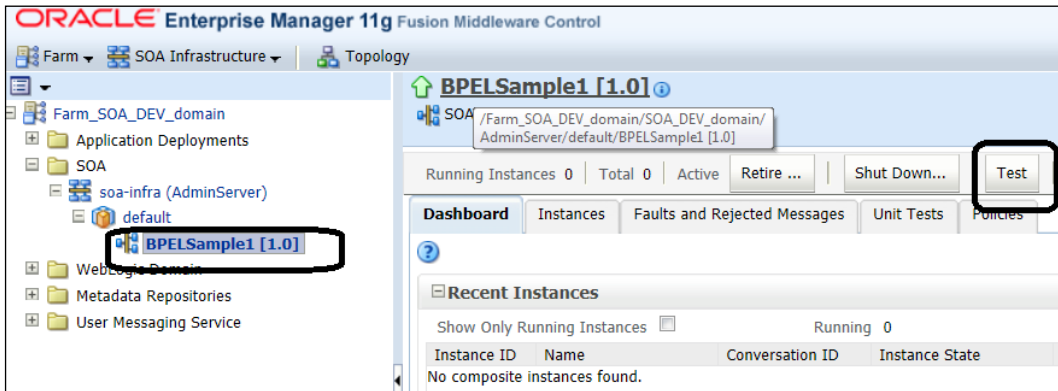 ORACLE Enterprise Manager 11g Fusion Middleware Control
Farm SOA Infrastructure Topology
Farm_SOA_DEV_domain
Application Deployments
SOA
soa-infra (AdminServer)
default
BPELSample1 [1.0]
WebLogic Domain
Metadata Repositories
User Messaging Service
BPELSample1 [1.0]
SOA
/Farm_SOA_DEV_domain/SOA_DEV_domain/
AdminServer/default/BPELSample1 [1.0]
Running Instances 0 Total 0 Active Retire ... Shut Down... Test
Dashboard Instances Faults and Rejected Messages Unit Tests Policies
Recent Instances
Show Only Running Instances Running 0
Instance ID Name Conversation ID Instance State
No composite instances found.